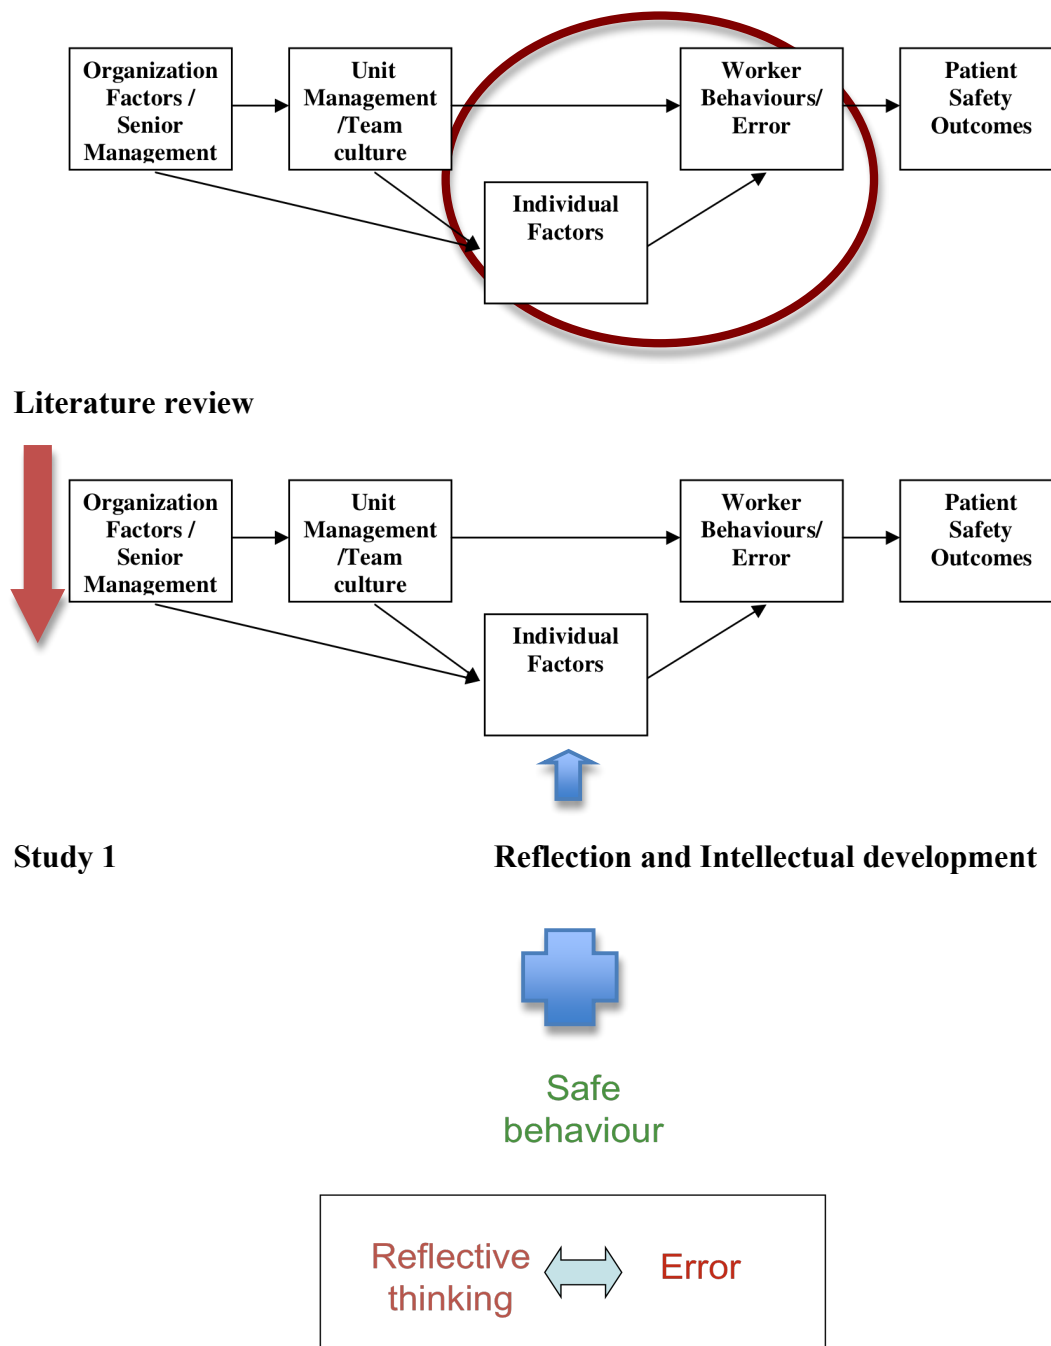 Organization
Factors /
Senior
Management
Unit
Management
/Team
culture
Worker
Behaviours/
Error
Patient
Safety
Outcomes
Individual
Factors
Literature review
Organization
Factors /
Senior
Management
Unit
Management
/Team
culture
Worker
Behaviours/
Error
Patient
Safety
Outcomes
Individual
Factors
Study 1
Reflection and Intellectual development
Safe
behaviour
Reflective
thinking
Error